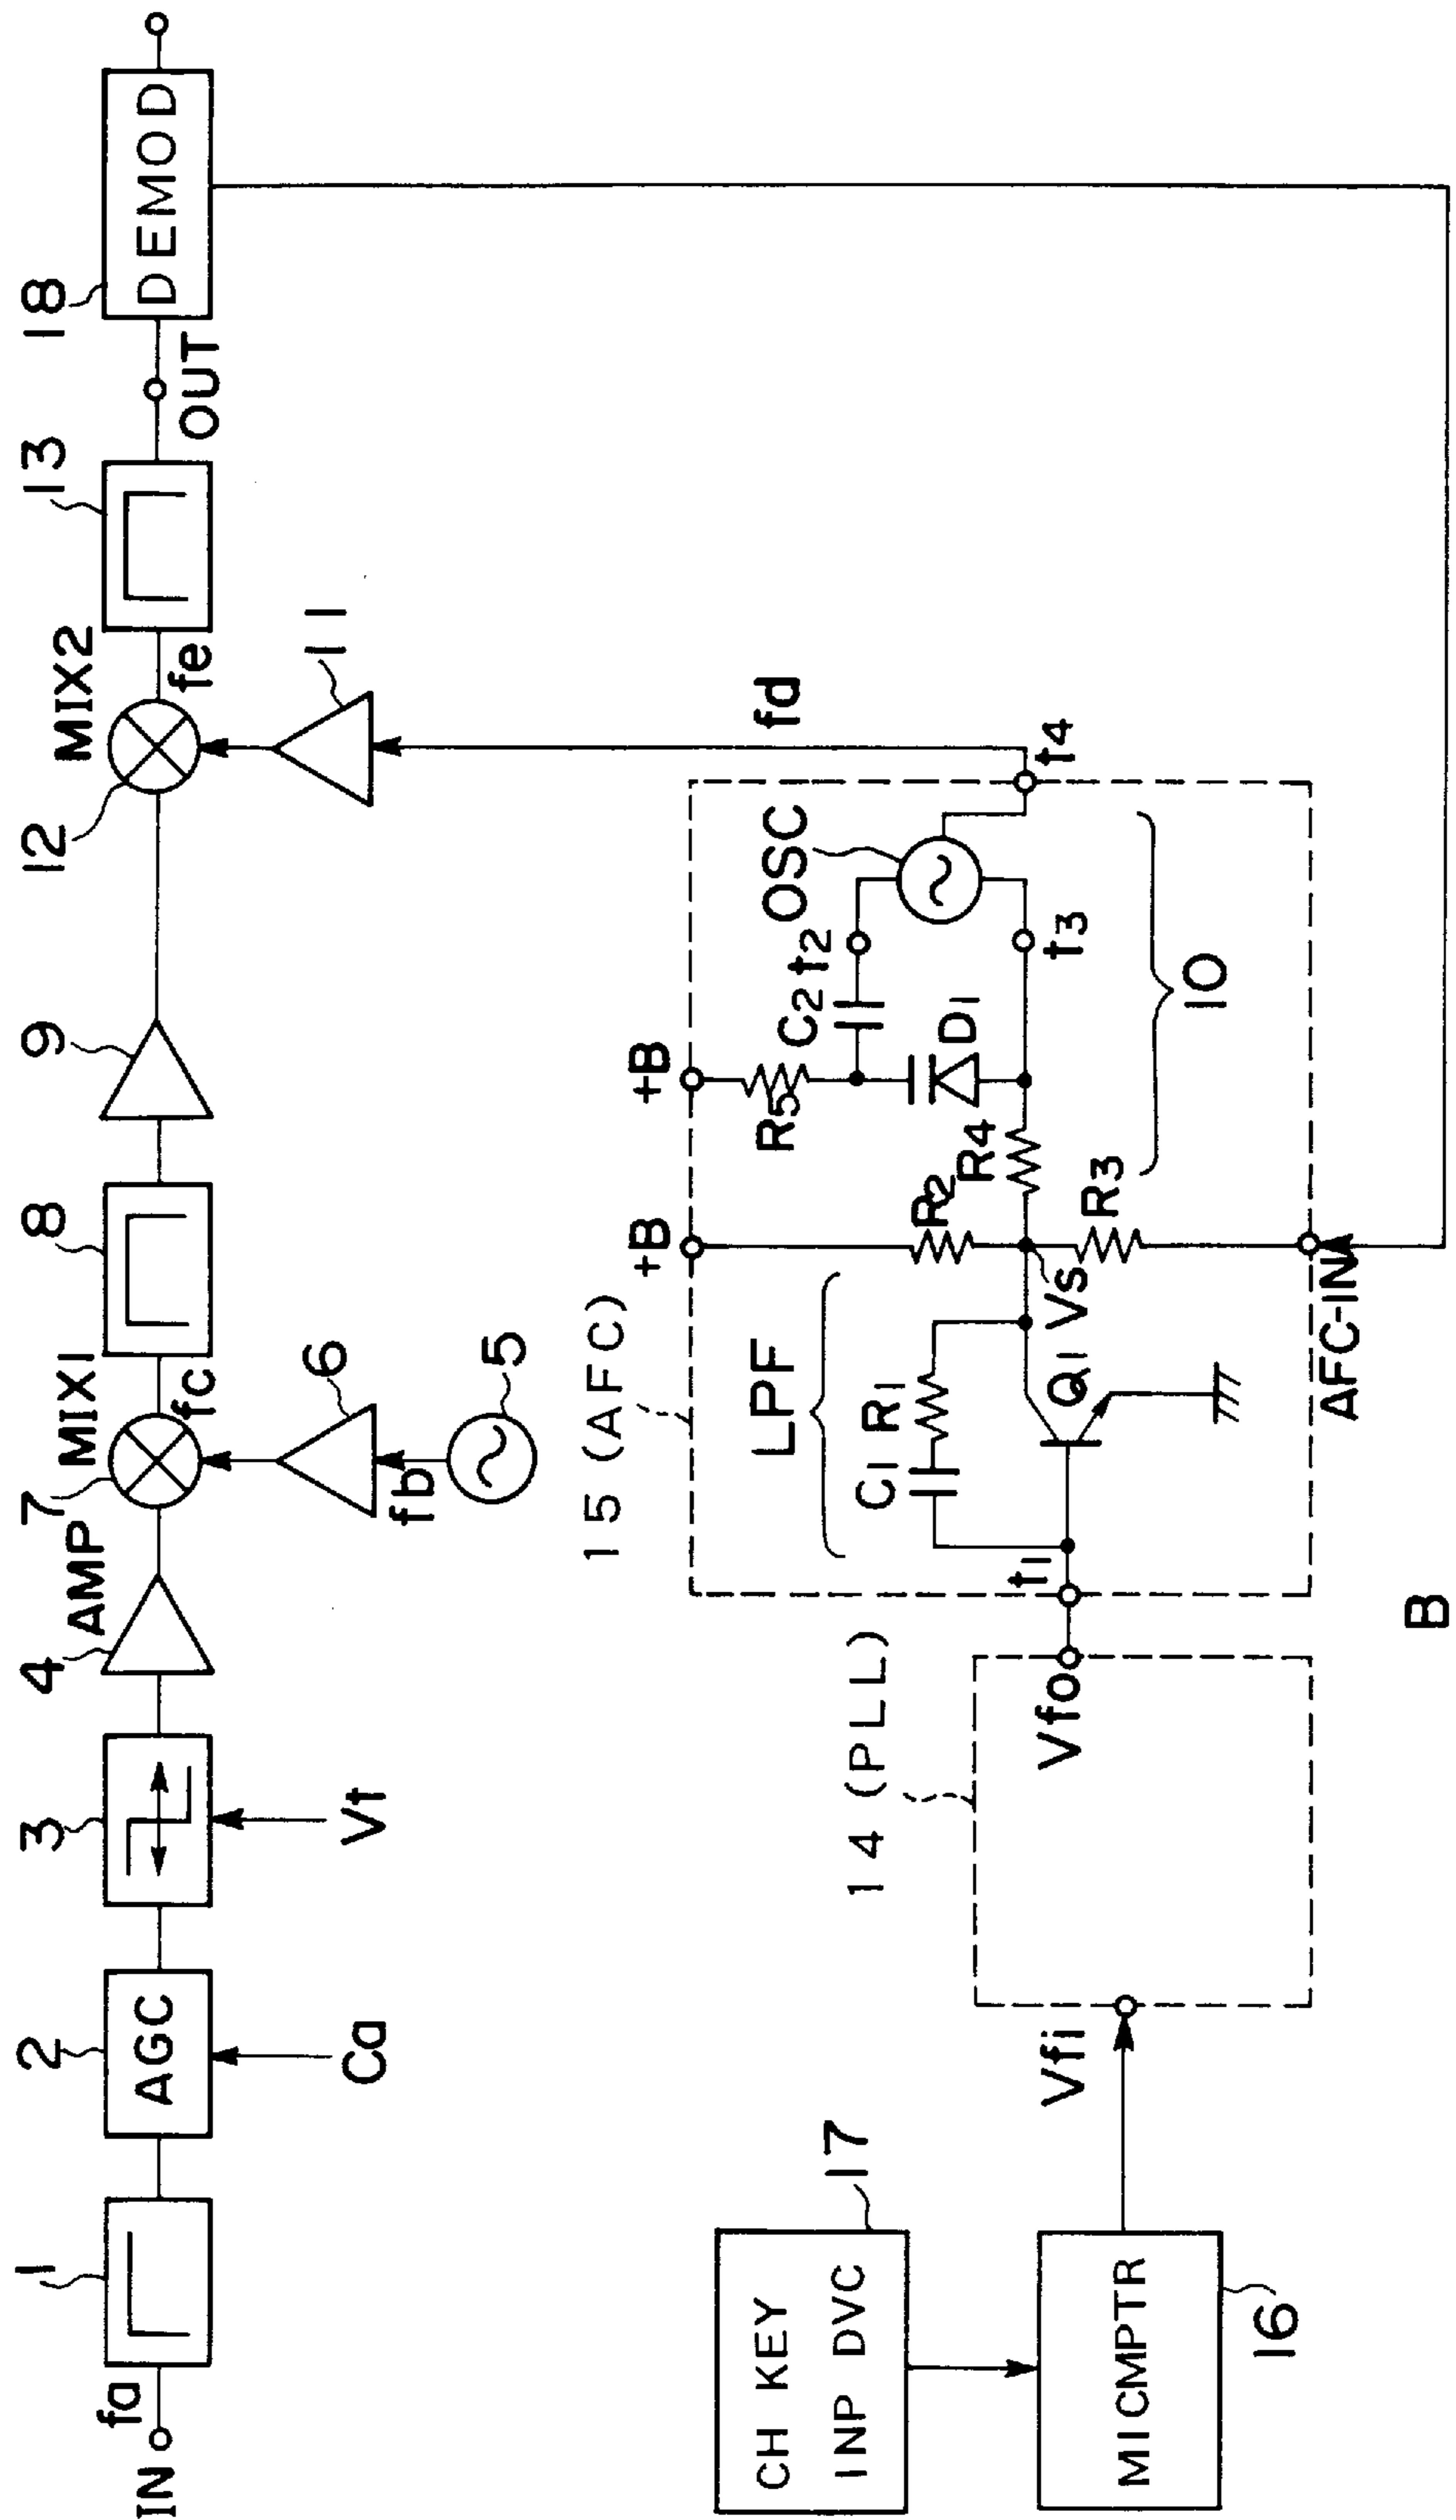 IN
fa
1
2
AGC
Ca
3
Vt
4
AMP
7
MIX1
fc
6
fb
5
8
9
12
MIX2
fe
11
13
OUT
18
DEMOD
fd
15 (AFC)
+B
+B
LPF
C1
R1
Q1
t1
Vs
R2
R3
R4
R5
C2
t2
D1
t3
OSC
t4
10
AFC-IN
14 (PLL)
Vfo
Vfi
17
CH KEY
INP DVC
MICMPTR
16
B